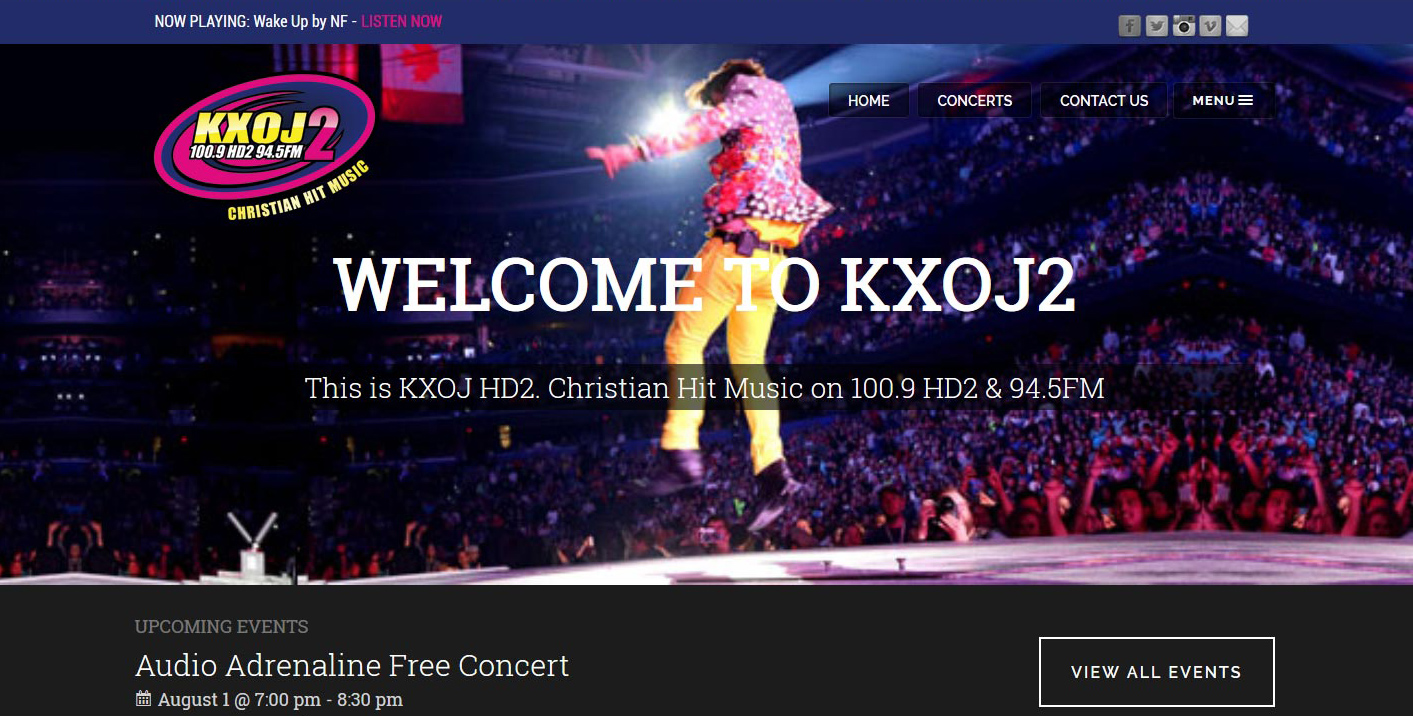 NOW PLAYING: Wake Up by NF - LISTEN NOW
HOME
CONCERTS
CONTACT US
MENU
KXOJ2
100.9 HD2 94.5FM
CHRISTIAN HIT MUSIC
WELCOME TO KXOJ2
This is KXOJ HD2. Christian Hit Music on 100.9 HD2 & 94.5FM
UPCOMING EVENTS
Audio Adrenaline Free Concert
August 1 @ 7:00 pm - 8:30 pm
VIEW ALL EVENTS